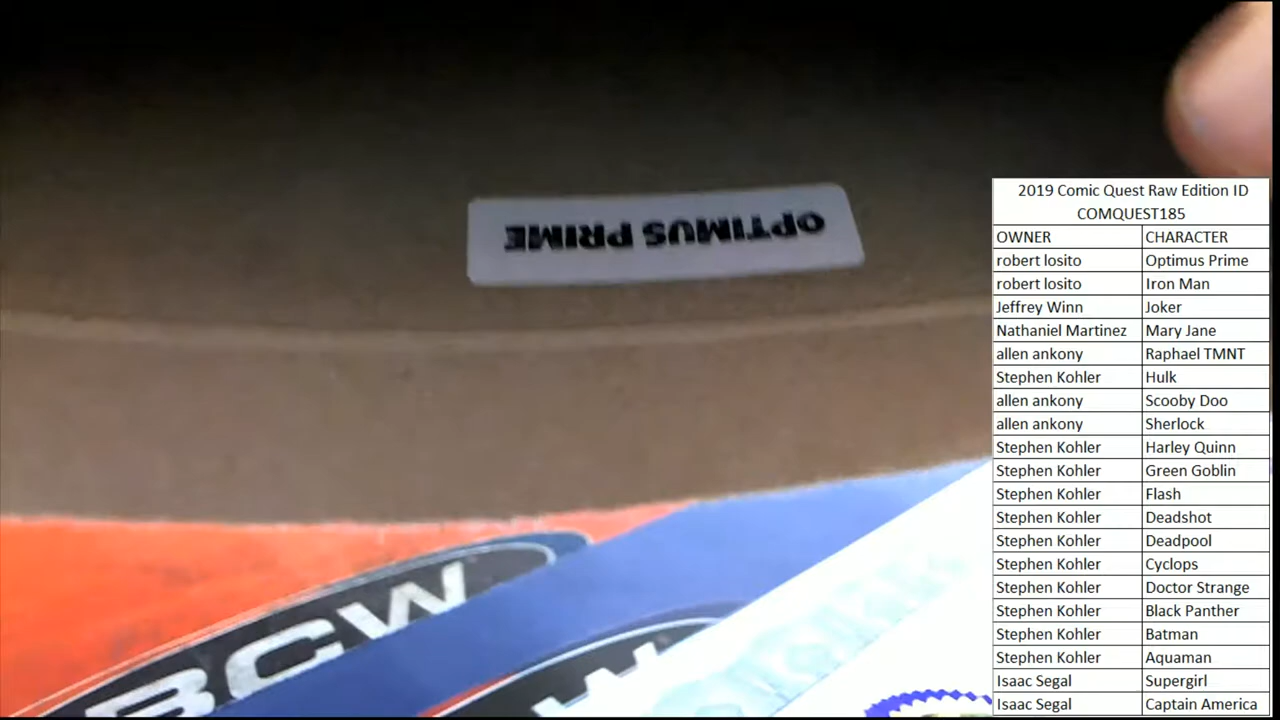 OPTIMUS PRIME
BCW
2019 Comic Quest Raw Edition ID
COMQUEST185
OWNER CHARACTER
robert losito Optimus Prime
robert losito Iron Man
Jeffrey Winn Joker
Nathaniel Martinez Mary Jane
allen ankony Raphael TMNT
Stephen Kohler Hulk
allen ankony Scooby Doo
allen ankony Sherlock
Stephen Kohler Harley Quinn
Stephen Kohler Green Goblin
Stephen Kohler Flash
Stephen Kohler Deadshot
Stephen Kohler Deadpool
Stephen Kohler Cyclops
Stephen Kohler Doctor Strange
Stephen Kohler Black Panther
Stephen Kohler Batman
Stephen Kohler Aquaman
Isaac Segal Supergirl
Isaac Segal Captain America